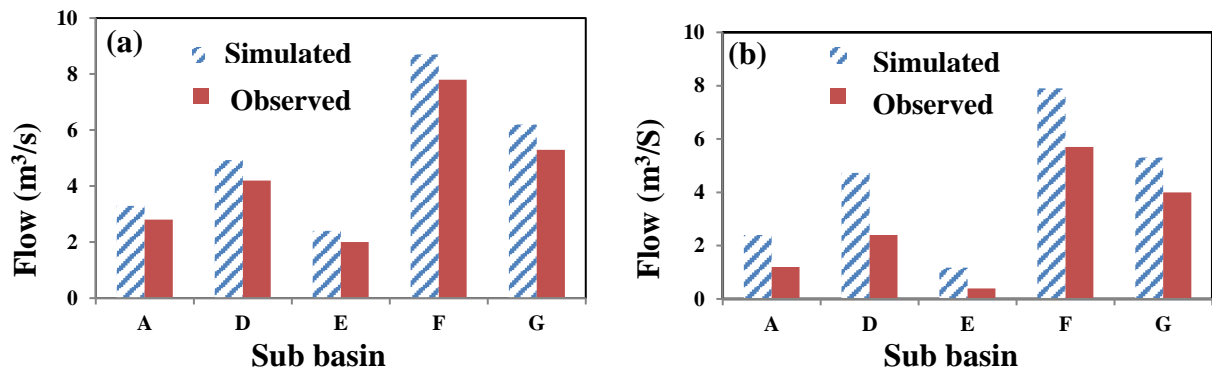 (a)
Simulated
Observed
Flow (m³/s)
10
8
6
4
2
0
A D E F G
Sub basin
(b)
Simulated
Observed
Flow (m³/S)
10
8
6
4
2
0
A D E F G
Sub basin